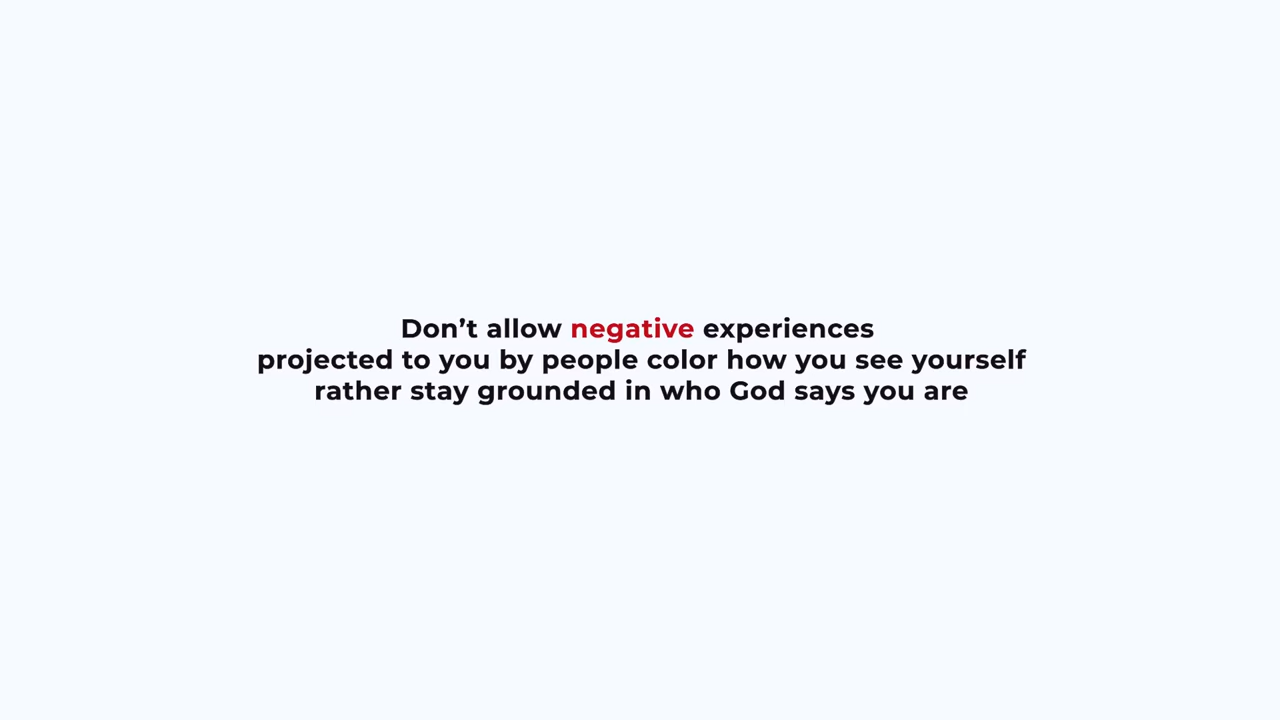 Don’t allow negative experiences
projected to you by people color how you see yourself
rather stay grounded in who God says you are